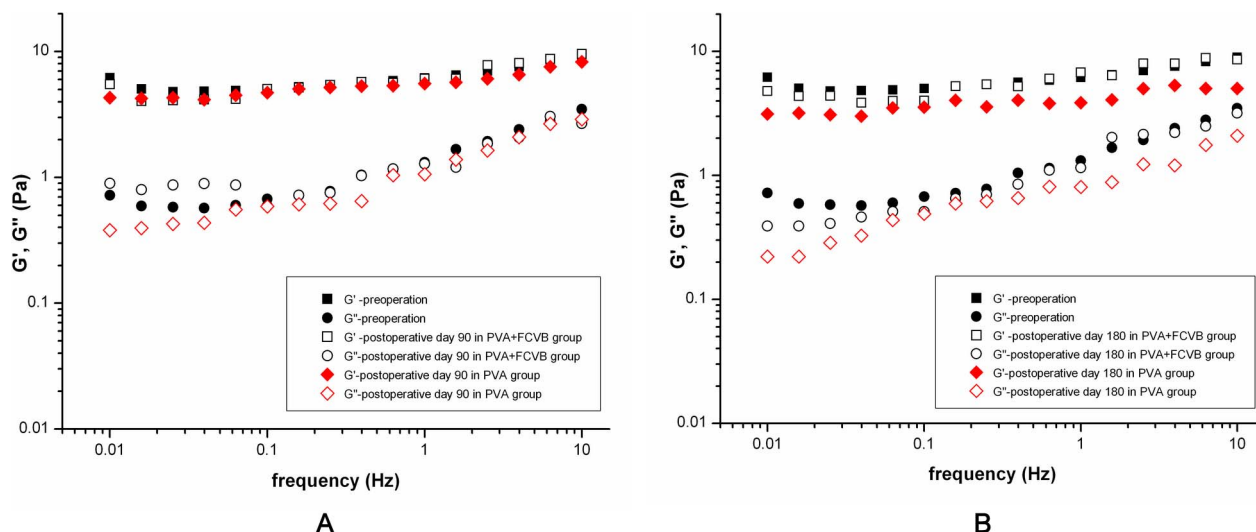 10
1
0.1
0.01
G', G" (Pa)
G' -preoperation
G"-preoperation
G' -postoperative day 90 in PVA+FCVB group
G"-postoperative day 90 in PVA+FCVB group
G'-postoperative day 90 in PVA group
G"-postoperative day 90 in PVA group
0.01 0.1 1 10
frequency (Hz)
A
10
1
0.1
0.01
G', G" (Pa)
G' -preoperation
G"-preoperation
G' -postoperative day 180 in PVA+FCVB group
G"-postoperative day 180 in PVA+FCVB group
G'-postoperative day 180 in PVA group
G"-postoperative day 180 in PVA group
0.01 0.1 1 10
frequency (Hz)
B